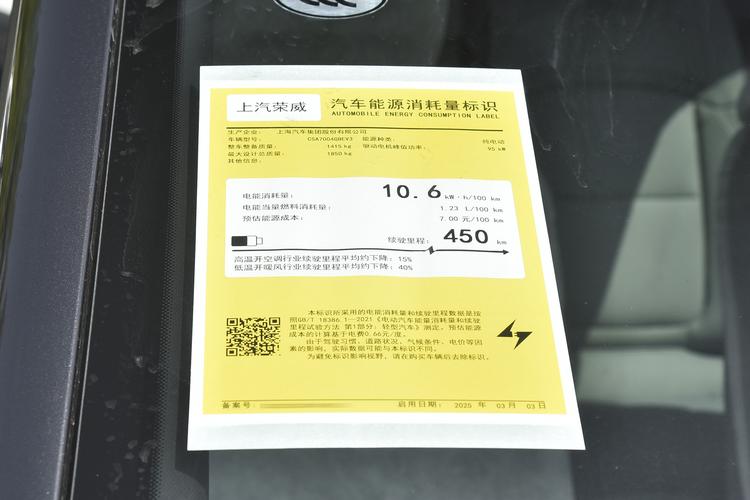 上汽荣威
汽车能源消耗量标识
AUTOMOBILE ENERGY CONSUMPTION LABEL
生产企业: 上海汽车集团股份有限公司
车辆型号: CSA7004GBEV3 能源种类: 纯电动
整车整备质量: 1415 kg 驱动电机峰值功率: 95 kW
最大设计总质量: 1850 kg
其他信息:
电能消耗量: 10.6 kW·h/100 km
电能当量燃料消耗量: 1.23 L/100 km
预估能源成本: 7.00 元/100 km
续驶里程: 450 km
高温开空调行业续驶里程平均约下降: 15%
低温开暖风行业续驶里程平均约下降: 40%
本标识所采用的电能消耗量和续驶里程数据是按
照GB/T 18386.1—2021《电动汽车能量消耗量和续驶
里程试验方法 第1部分: 轻型汽车》测定, 预估能源
成本的计算基于电费0.66元/度。
由于驾驶习惯、道路状况、气候条件、电价等因
素的影响, 实际数据可能与本标识不同。
为避免标识影响视野, 请在购买车辆后去除标识。
备案号: 启用日期: 2025 年 03 月 03 日